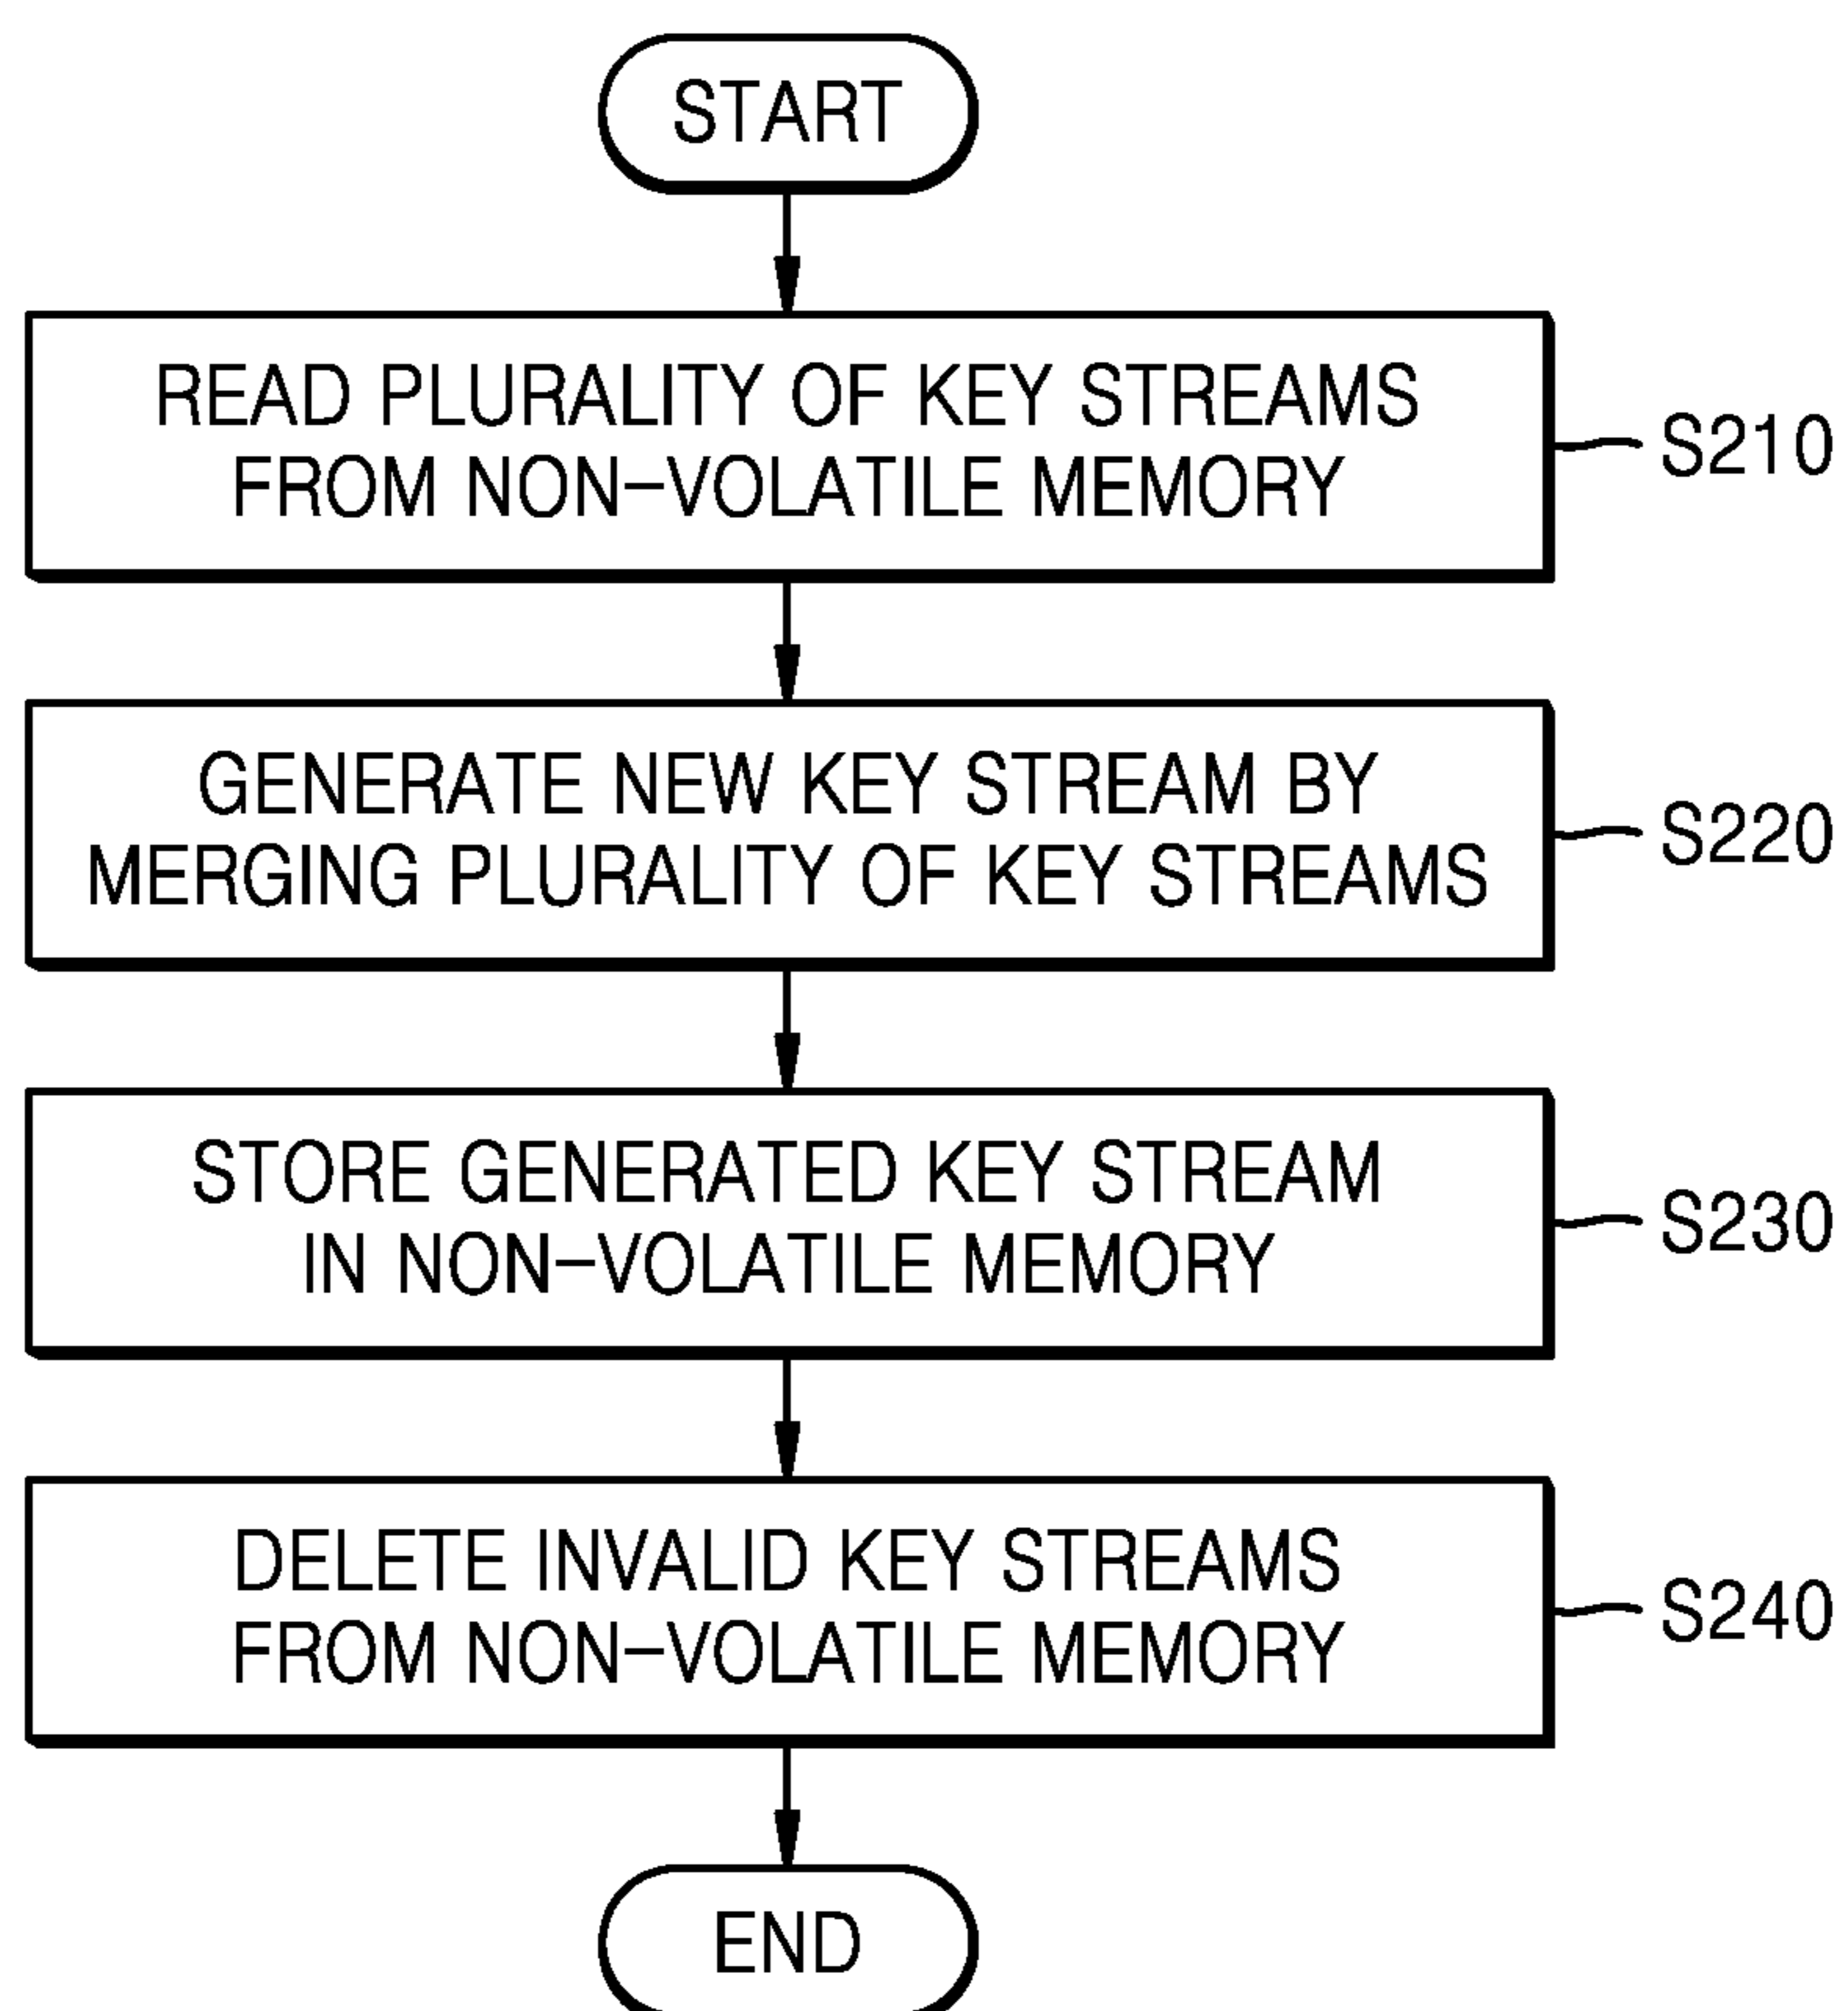 START
READ PLURALITY OF KEY STREAMS
FROM NON-VOLATILE MEMORY
S210
GENERATE NEW KEY STREAM BY
MERGING PLURALITY OF KEY STREAMS
S220
STORE GENERATED KEY STREAM
IN NON-VOLATILE MEMORY
S230
DELETE INVALID KEY STREAMS
FROM NON-VOLATILE MEMORY
S240
END